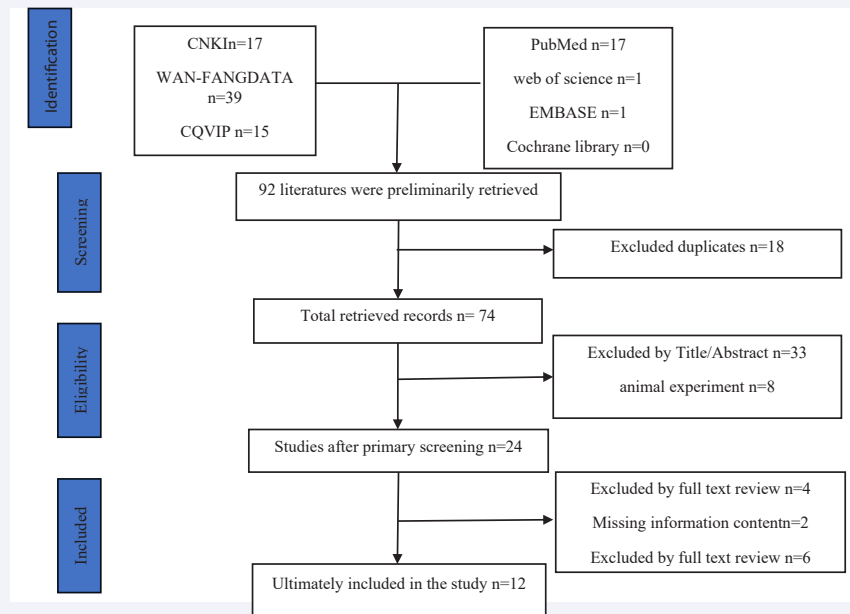 Identification
CNKIn=17
WAN-FANGDATA
n=39
CQVIP n=15
PubMed n=17
web of science n=1
EMBASE n=1
Cochrane library n=0
92 literatures were preliminarily retrieved
Screening
Excluded duplicates n=18
Total retrieved records n= 74
Eligibility
Excluded by Title/Abstract n=33
animal experiment n=8
Studies after primary screening n=24
Included
Excluded by full text review n=4
Missing information contentn=2
Excluded by full text review n=6
Ultimately included in the study n=12